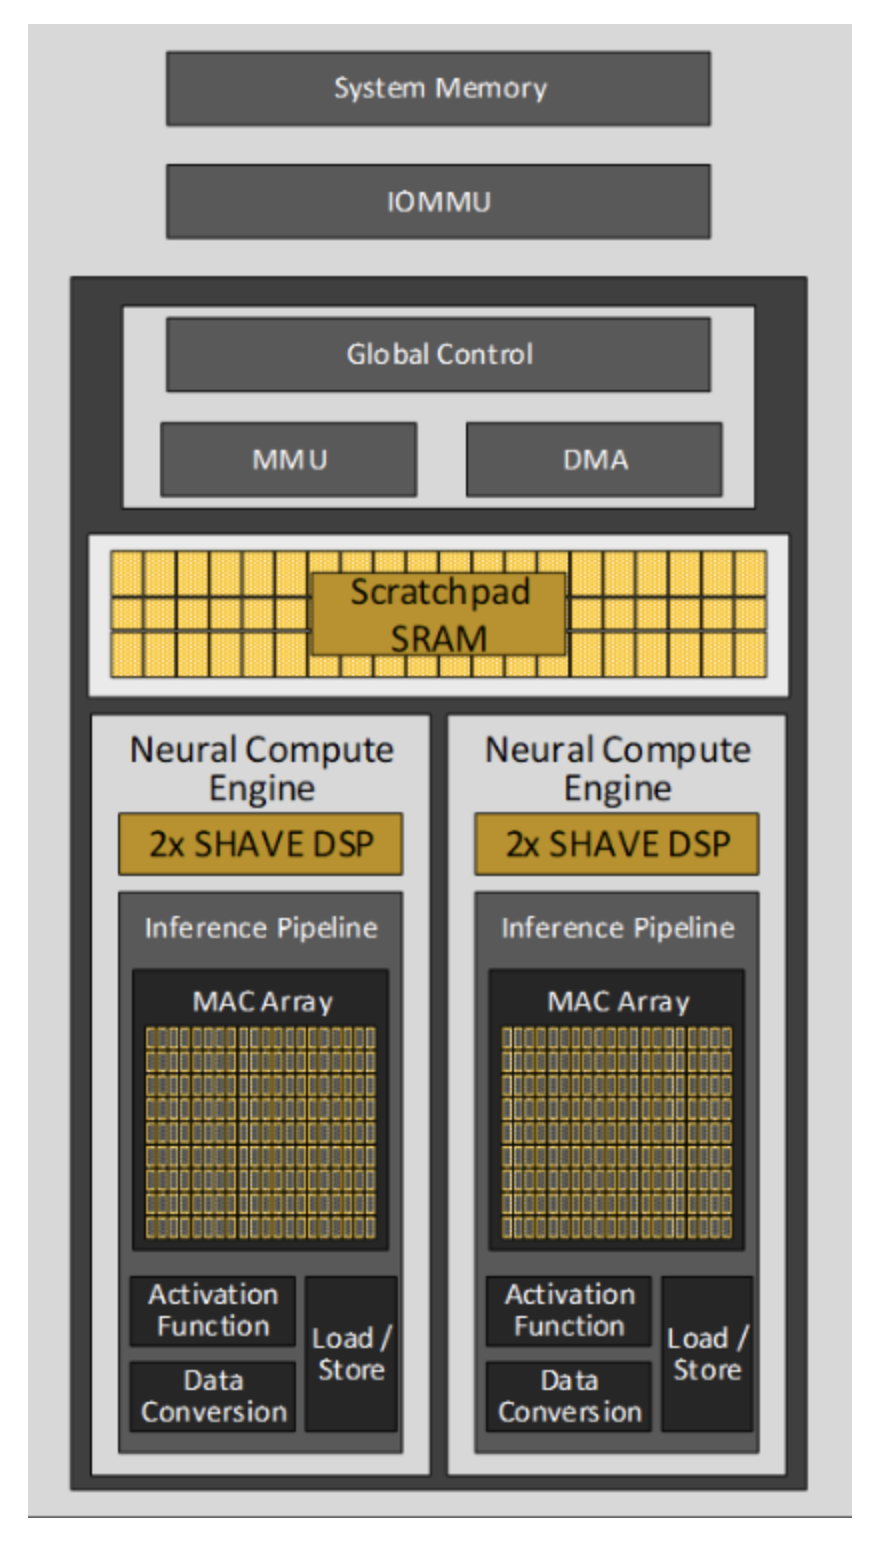 System Memory
IOMMU
Global Control
MMU
DMA
Scratchpad
SRAM
Neural Compute
Engine
2x SHAVE DSP
Inference Pipeline
MAC Array
Activation
Function
Data
Conversion
Load /
Store
Neural Compute
Engine
2x SHAVE DSP
Inference Pipeline
MAC Array
Activation
Function
Data
Conversion
Load /
Store